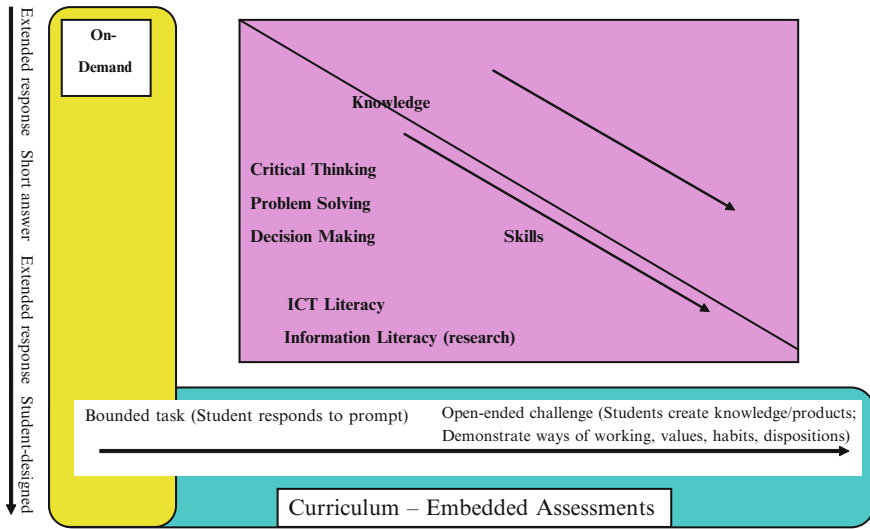 Extended response Short answer Extended response Student-designed
On-
Demand
Knowledge
Critical Thinking
Problem Solving
Decision Making
Skills
ICT Literacy
Information Literacy (research)
Bounded task (Student responds to prompt)
Open-ended challenge (Students create knowledge/products;
Demonstrate ways of working, values, habits, dispositions)
Curriculum – Embedded Assessments